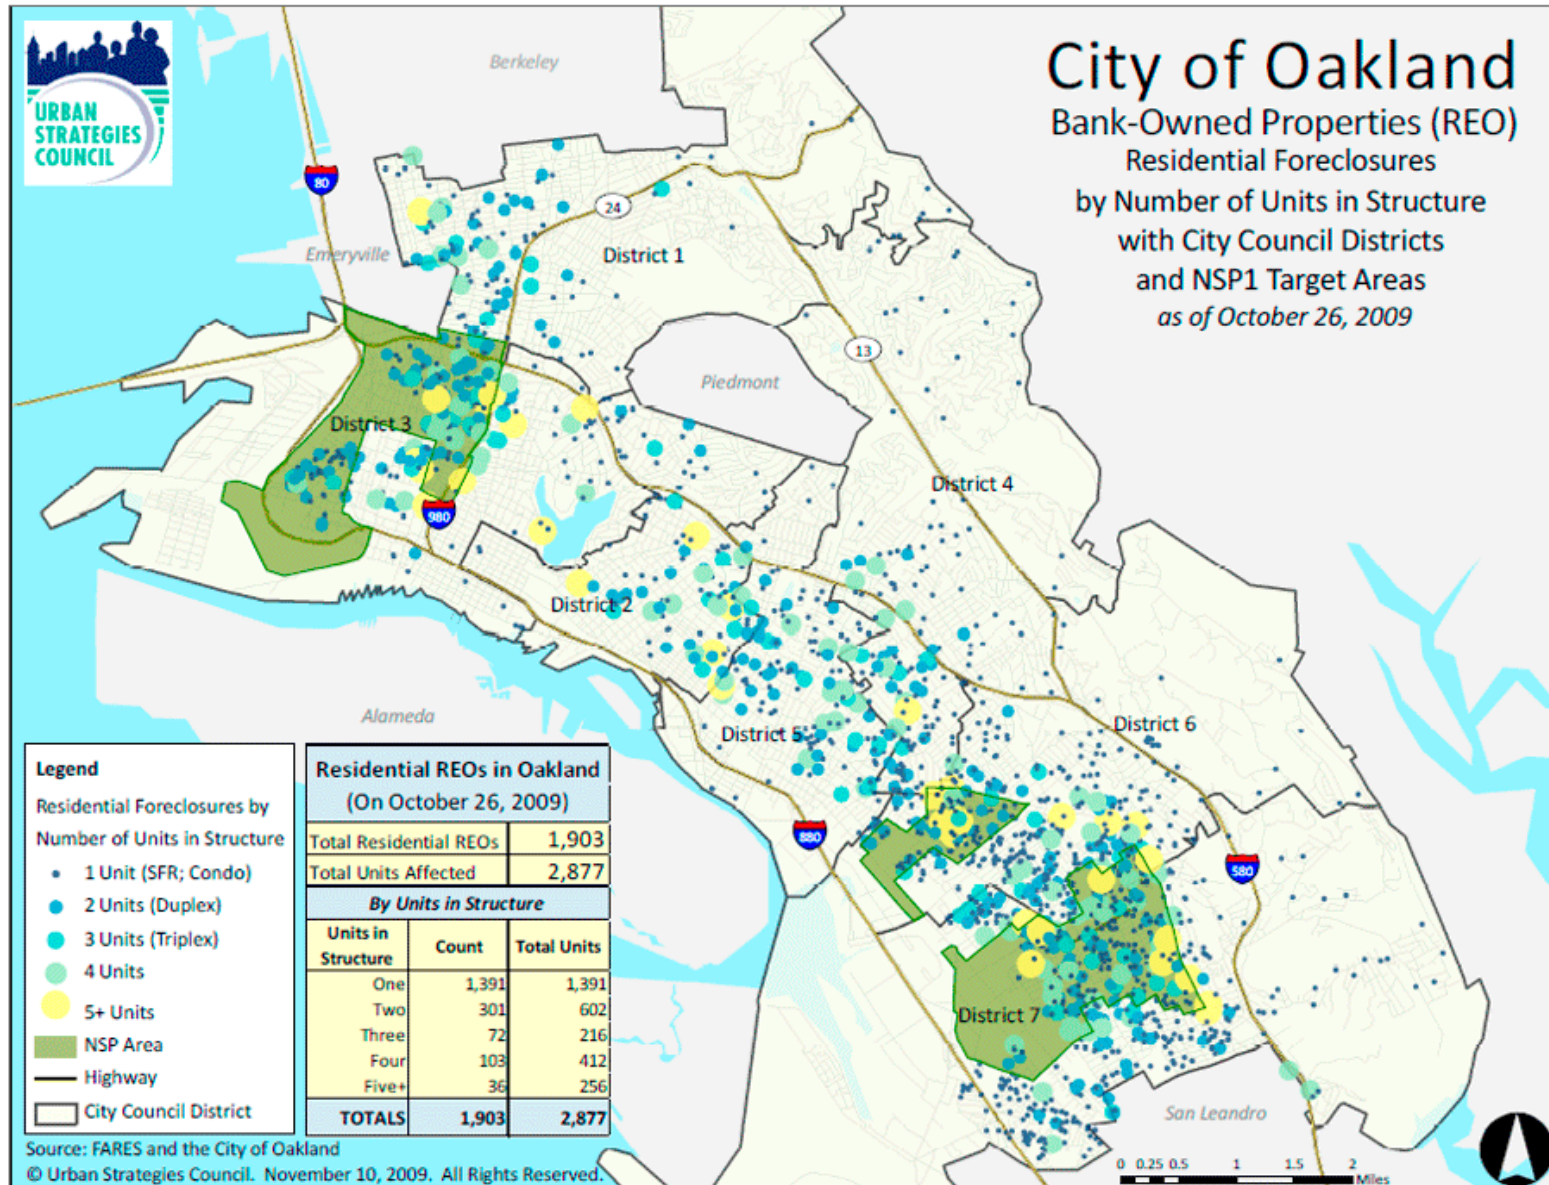 URBAN
STRATEGIES
COUNCIL
City of Oakland
Bank-Owned Properties (REO)
Residential Foreclosures
by Number of Units in Structure
with City Council Districts
and NSP1 Target Areas
as of October 26, 2009
Berkeley
80
24
Emeryville
District 1
13
Piedmont
District 3
District 4
980
District 2
Alameda
District 5
District 6
880
580
District 7
San Leandro
Legend
Residential Foreclosures by
Number of Units in Structure
1 Unit (SFR; Condo)
2 Units (Duplex)
3 Units (Triplex)
4 Units
5+ Units
NSP Area
Highway
City Council District
Residential REOs in Oakland
(On October 26, 2009)
Total Residential REOs 1,903
Total Units Affected 2,877
By Units in Structure
Units in Structure Count Total Units
One 1,391 1,391
Two 301 602
Three 72 216
Four 103 412
Five+ 36 256
TOTALS 1,903 2,877
Source: FARES and the City of Oakland
© Urban Strategies Council. November 10, 2009. All Rights Reserved.
0 0.25 0.5 1 1.5 2
Miles